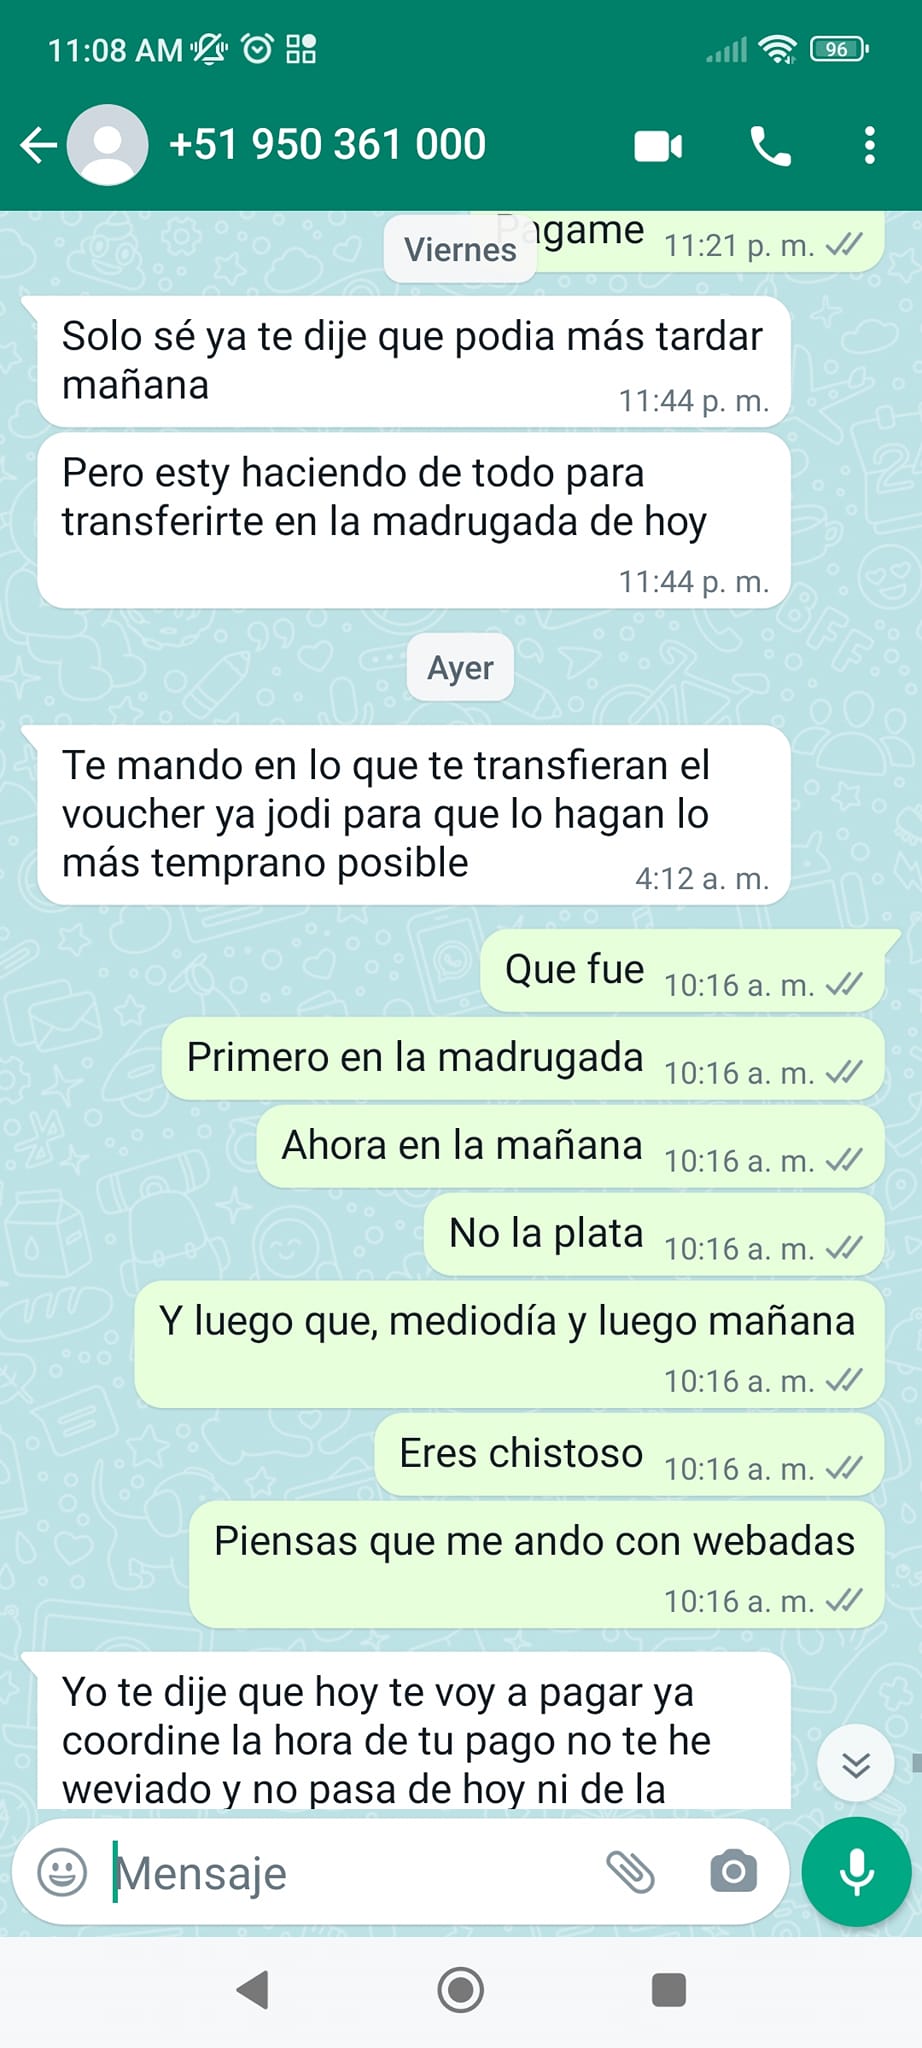 11:08 AM
96
+51 950 361 000
Pagame 11:21 p. m.
Viernes
Solo sé ya te dije que podia más tardar
mañana
11:44 p. m.
Pero esty haciendo de todo para
transferirte en la madrugada de hoy
11:44 p. m.
Ayer
Te mando en lo que te transfieran el
voucher ya jodi para que lo hagan lo
más temprano posible
4:12 a. m.
Que fue 10:16 a. m.
Primero en la madrugada 10:16 a. m.
Ahora en la mañana 10:16 a. m.
No la plata 10:16 a. m.
Y luego que, mediodía y luego mañana
10:16 a. m.
Eres chistoso 10:16 a. m.
Piensas que me ando con webadas
10:16 a. m.
Yo te dije que hoy te voy a pagar ya
coordine la hora de tu pago no te he
weviado y no pasa de hoy ni de la
Mensaje